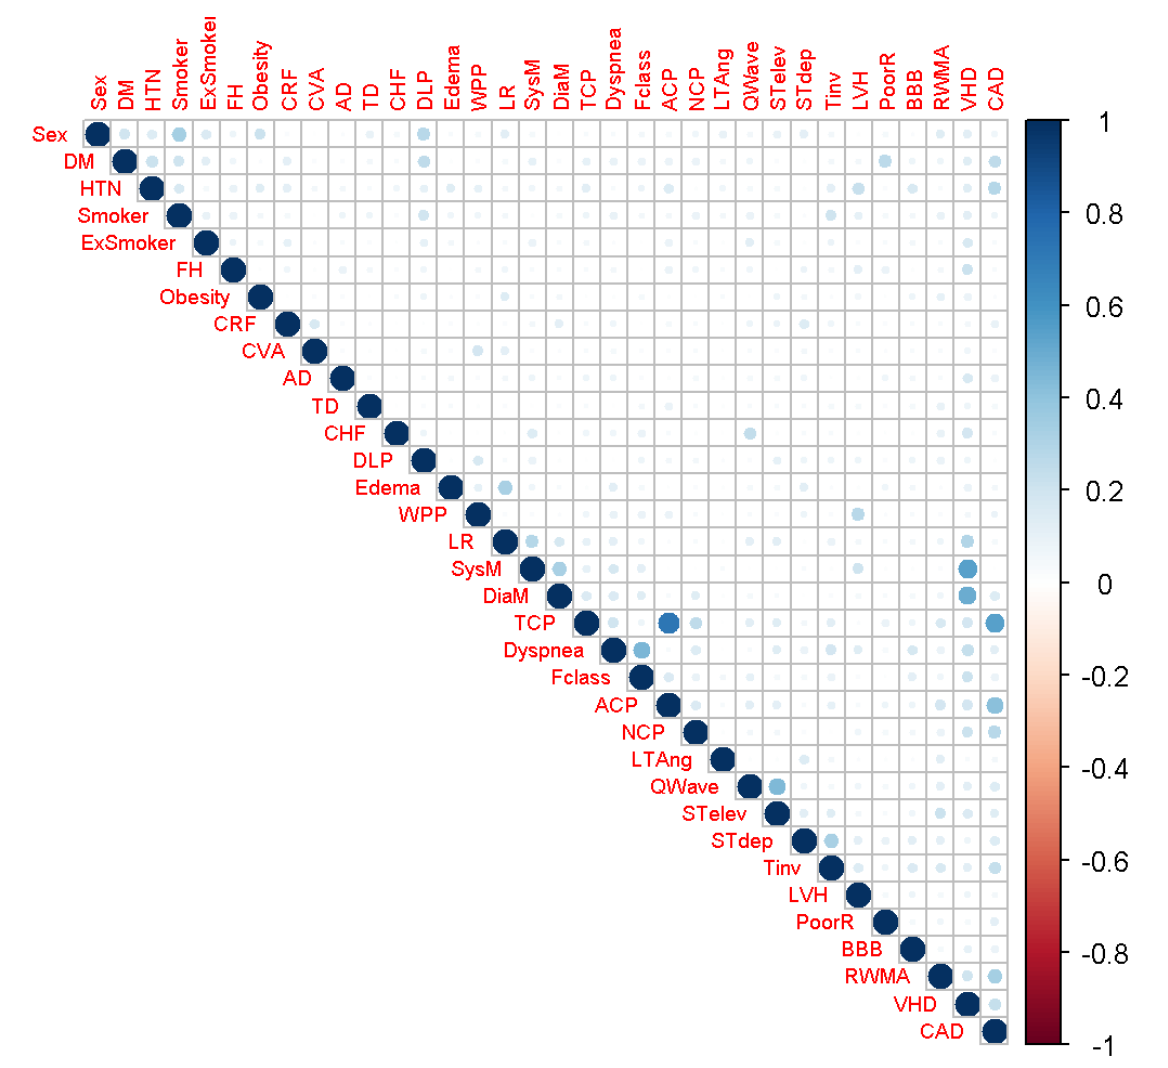 Sex
DM
HTN
Smoker
ExSmoker
FH
Obesity
CRF
CVA
AD
TD
CHF
DLP
Edema
WPP
LR
SysM
DiaM
TCP
Dyspnea
Fclass
ACP
NCP
LTAng
QWave
STelev
STdep
Tinv
LVH
PoorR
BBB
RWMA
VHD
CAD
Sex
DM
HTN
Smoker
ExSmoker
FH
Obesity
CRF
CVA
AD
TD
CHF
DLP
Edema
WPP
LR
SysM
DiaM
TCP
Dyspnea
Fclass
ACP
NCP
LTAng
QWave
STelev
STdep
Tinv
LVH
PoorR
BBB
RWMA
VHD
CAD
1
0.8
0.6
0.4
0.2
0
-0.2
-0.4
-0.6
-0.8
-1